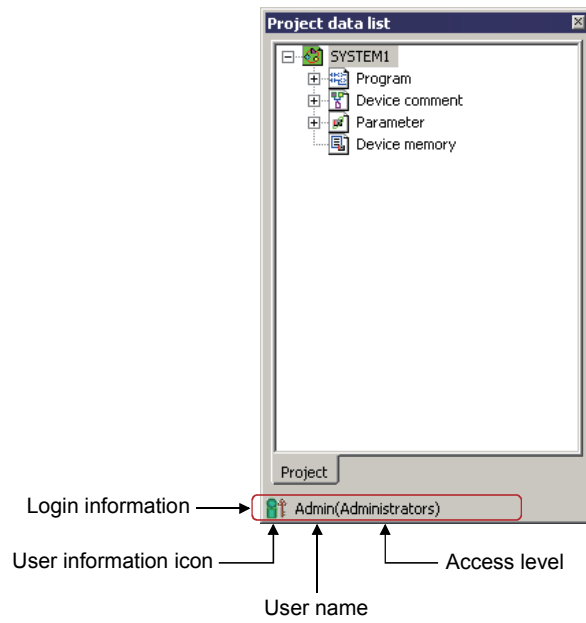 Project data list
SYSTEM1
Program
Device comment
Parameter
Device memory
Project
Login information
Admin(Administrators)
User information icon
Access level
User name